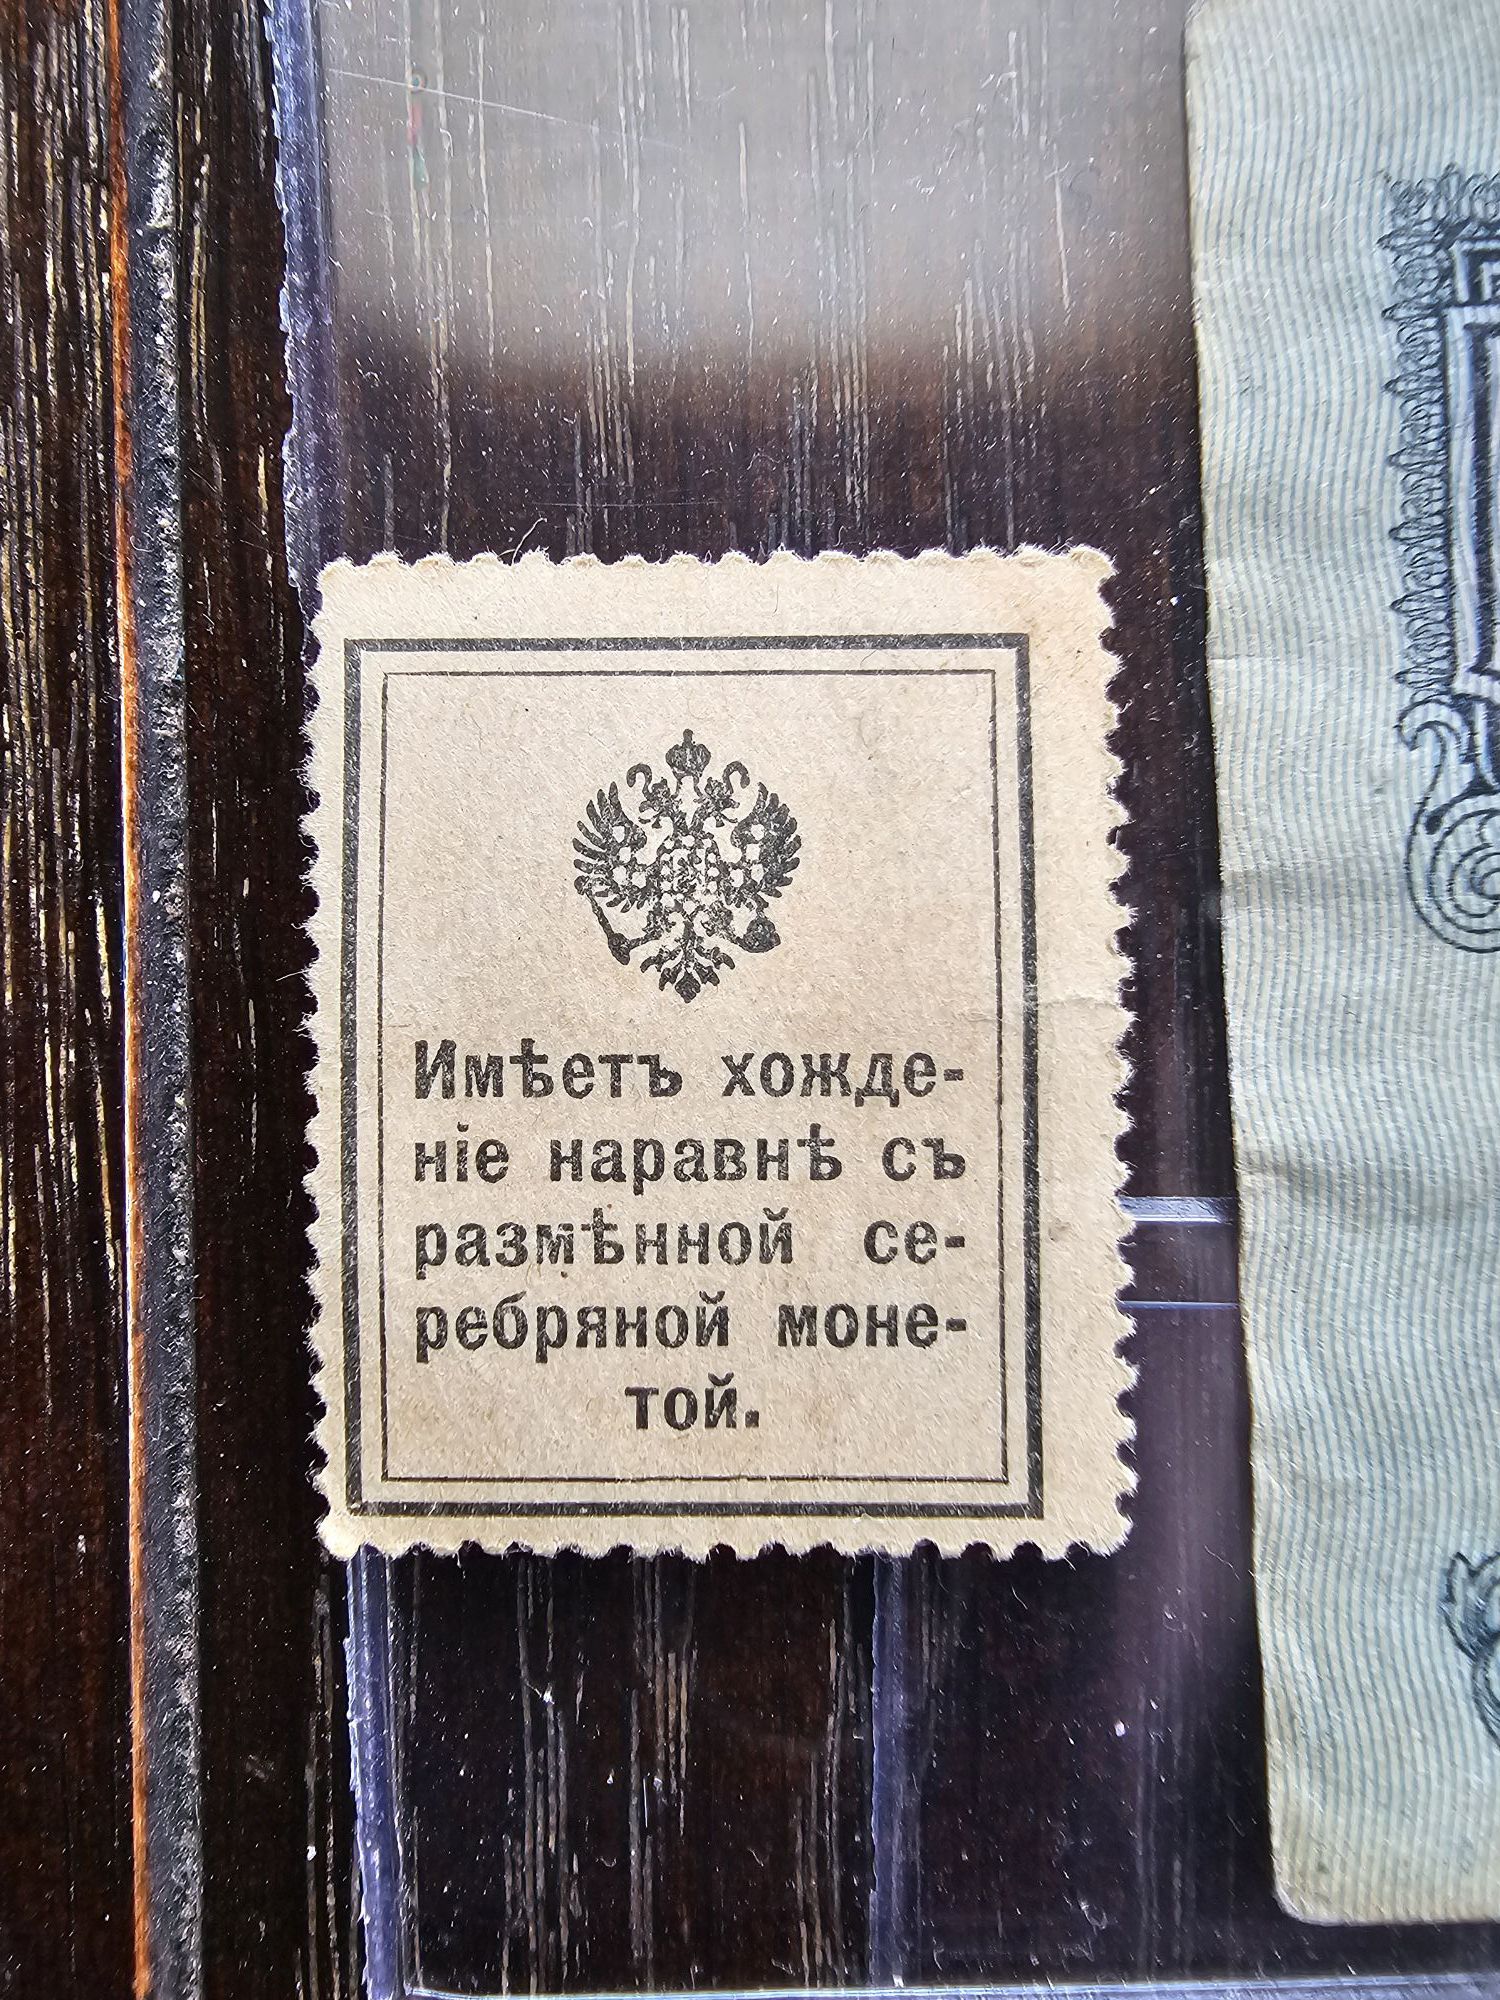 Имѣетъ хожде-
ніе наравнѣ съ
размѣнной се-
ребряной моне-
той.